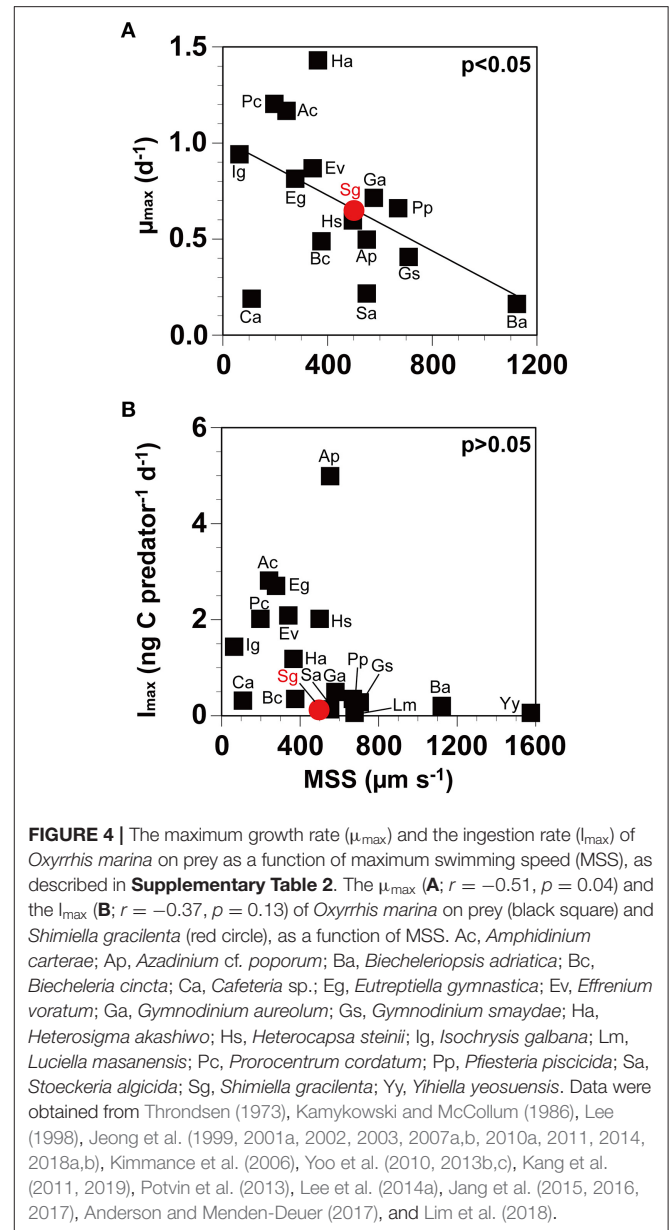 A
1.5
p<0.05
Ha
Pc
Ac
1.0
Ig
Ev
Eg
Sg
Ga
Pp
Hs
0.5
Bc
Ap
Gs
Ca
Sa
Ba
0.0
μmax (d-1)
0 400 800 1200
B
6
p>0.05
Ap
4
Ac
Eg
Pc
2
Ev
Hs
Ig
Ha
Pp
Gs
Sg
Sa
Ga
Ca
Bc
Lm
Ba
Yy
0
Imax (ng C predator-1 d-1)
0 400 800 1200 1600
MSS (μm s-1)
FIGURE 4 | The maximum growth rate (μmax) and the ingestion rate (Imax) of
Oxyrrhis marina on prey as a function of maximum swimming speed (MSS), as
described in Supplementary Table 2. The μmax (A; r = −0.51, p = 0.04) and
the Imax (B; r = −0.37, p = 0.13) of Oxyrrhis marina on prey (black square) and
Shimiella gracilenta (red circle), as a function of MSS. Ac, Amphidinium
carterae; Ap, Azadinium cf. poporum; Ba, Biecheleriopsis adriatica; Bc,
Biecheleria cincta; Ca, Cafeteria sp.; Eg, Eutreptiella gymnastica; Ev, Effrenium
voratum; Ga, Gymnodinium aureolum; Gs, Gymnodinium smaydae; Ha,
Heterosigma akashiwo; Hs, Heterocapsa steinii; Ig, Isochrysis galbana; Lm,
Luciella masanensis; Pc, Prorocentrum cordatum; Pp, Pfiesteria piscicida; Sa,
Stoeckeria algicida; Sg, Shimiella gracilenta; Yy, Yihiella yeosuensis. Data were
obtained from Throndsen (1973), Kamykowski and McCollum (1986), Lee
(1998), Jeong et al. (1999, 2001a, 2002, 2003, 2007a,b, 2010a, 2011, 2014,
2018a,b), Kimmance et al. (2006), Yoo et al. (2010, 2013b,c), Kang et al.
(2011, 2019), Potvin et al. (2013), Lee et al. (2014a), Jang et al. (2015, 2016,
2017), Anderson and Menden-Deuer (2017), and Lim et al. (2018).